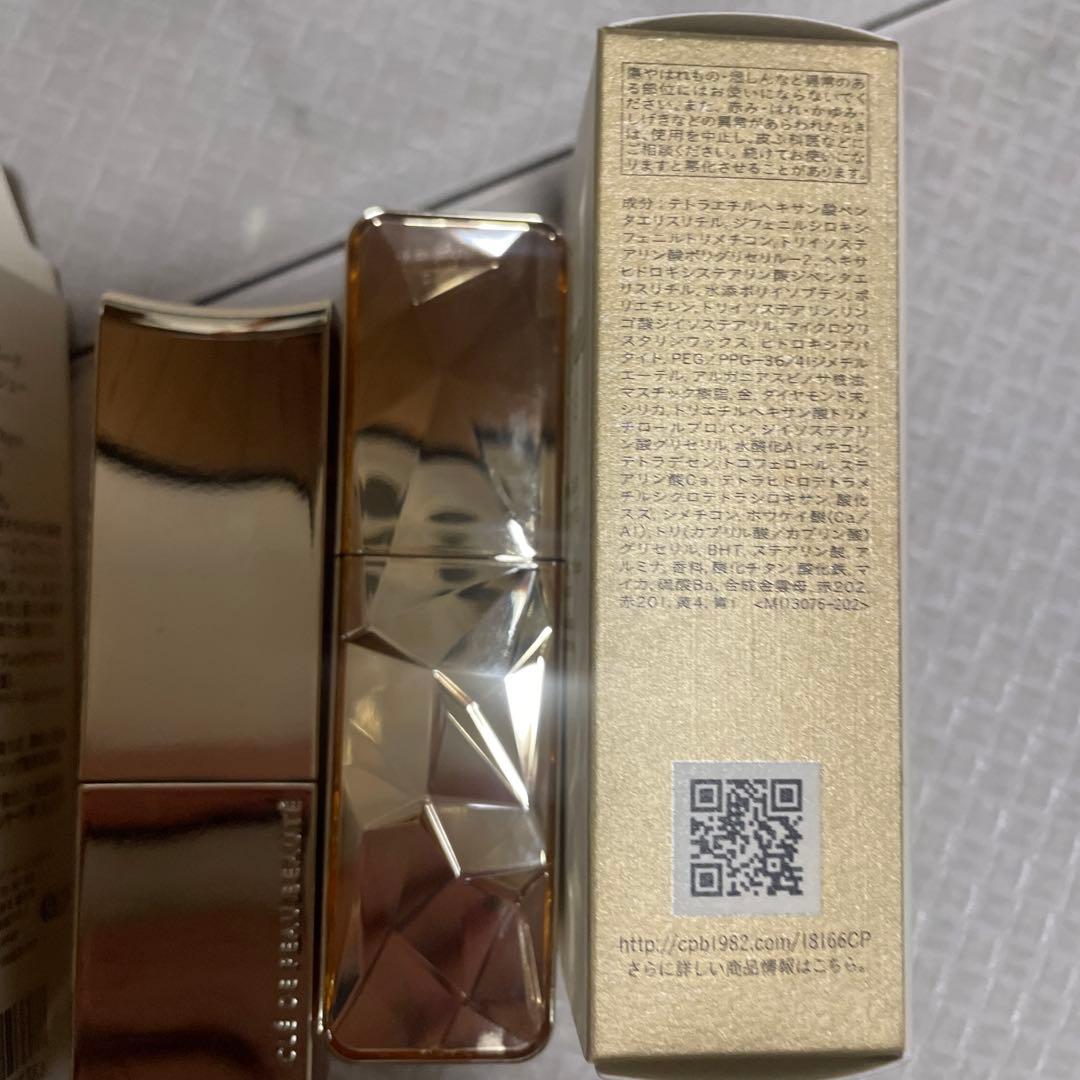 傷やはれもの・湿しんなど異常のあ
る部位にはお使いにならないでく
ださい。また、赤み・はれ・かゆみ・
しげきなどの異常があらわれたとき
は、使用を中止し、皮ふ科医などに
ご相談ください。続けてお使いにな
りますと悪化させることがあります。
成分：テトラエチルヘキサン酸ペン
タエリスリチル、ジフェニルシロキシ
フェニルトリメチコン、トリイソステ
アリン酸ポリグリセリル－2、ヘキサ
ヒドロキシステアリン酸ジペンタエ
リスリチル、水添ポリイソブテン、ポ
リエチレン、トリイソステアリン、リン
ゴ酸ジイソステアリル、マイクロクリ
スタリンワックス、ヒドロキシアパ
タイト、PEG／PPG－36/41ジメチル
エーテル、アルガニアスピノサ核油、
マスチック樹脂、金、ダイヤモンド末、
シリカ、トリエチルヘキサン酸トリメ
チロールプロパン、ジイソステアリ
ン酸グリセリル、水酸化Al、メチコン、
テトラデセン、トコフェロール、ステ
アリン酸Ca、テトラヒドロテトラメ
チルシクロテトラシロキサン、酸化
スズ、シメチコン、ホウケイ酸(Ca／
Al)、トリ(カプリル酸／カプリン酸)
グリセリル、BHT、ステアリン酸、ア
ルミナ、香料、酸化チタン、酸化鉄、マ
イカ、硫酸Ba、合成金雲母、赤202、
赤201、黄4、青1 <M03075-202>
http://cpb1982.com/18166CP
さらに詳しい商品情報はこちら。
CLÉ DE PEAU BEAUTÉ